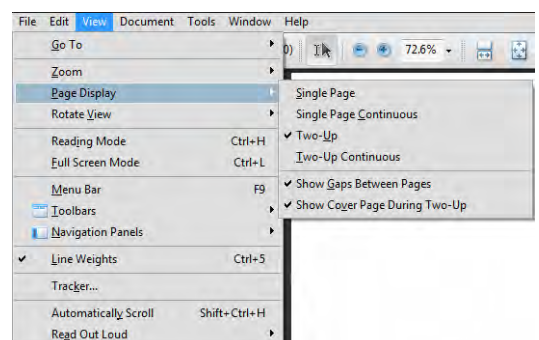 File Edit View Document Tools Window Help
Go To
0) 72.6%
Zoom
Page Display
Single Page
Rotate View
Single Page Continuous
Two-Up
Reading Mode Ctrl+H
Two-Up Continuous
Full Screen Mode Ctrl+L
Show Gaps Between Pages
Menu Bar F9
Show Cover Page During Two-Up
Toolbars
Navigation Panels
Line Weights Ctrl+5
Tracker...
Automatically Scroll Shift+Ctrl+H
Read Out Loud